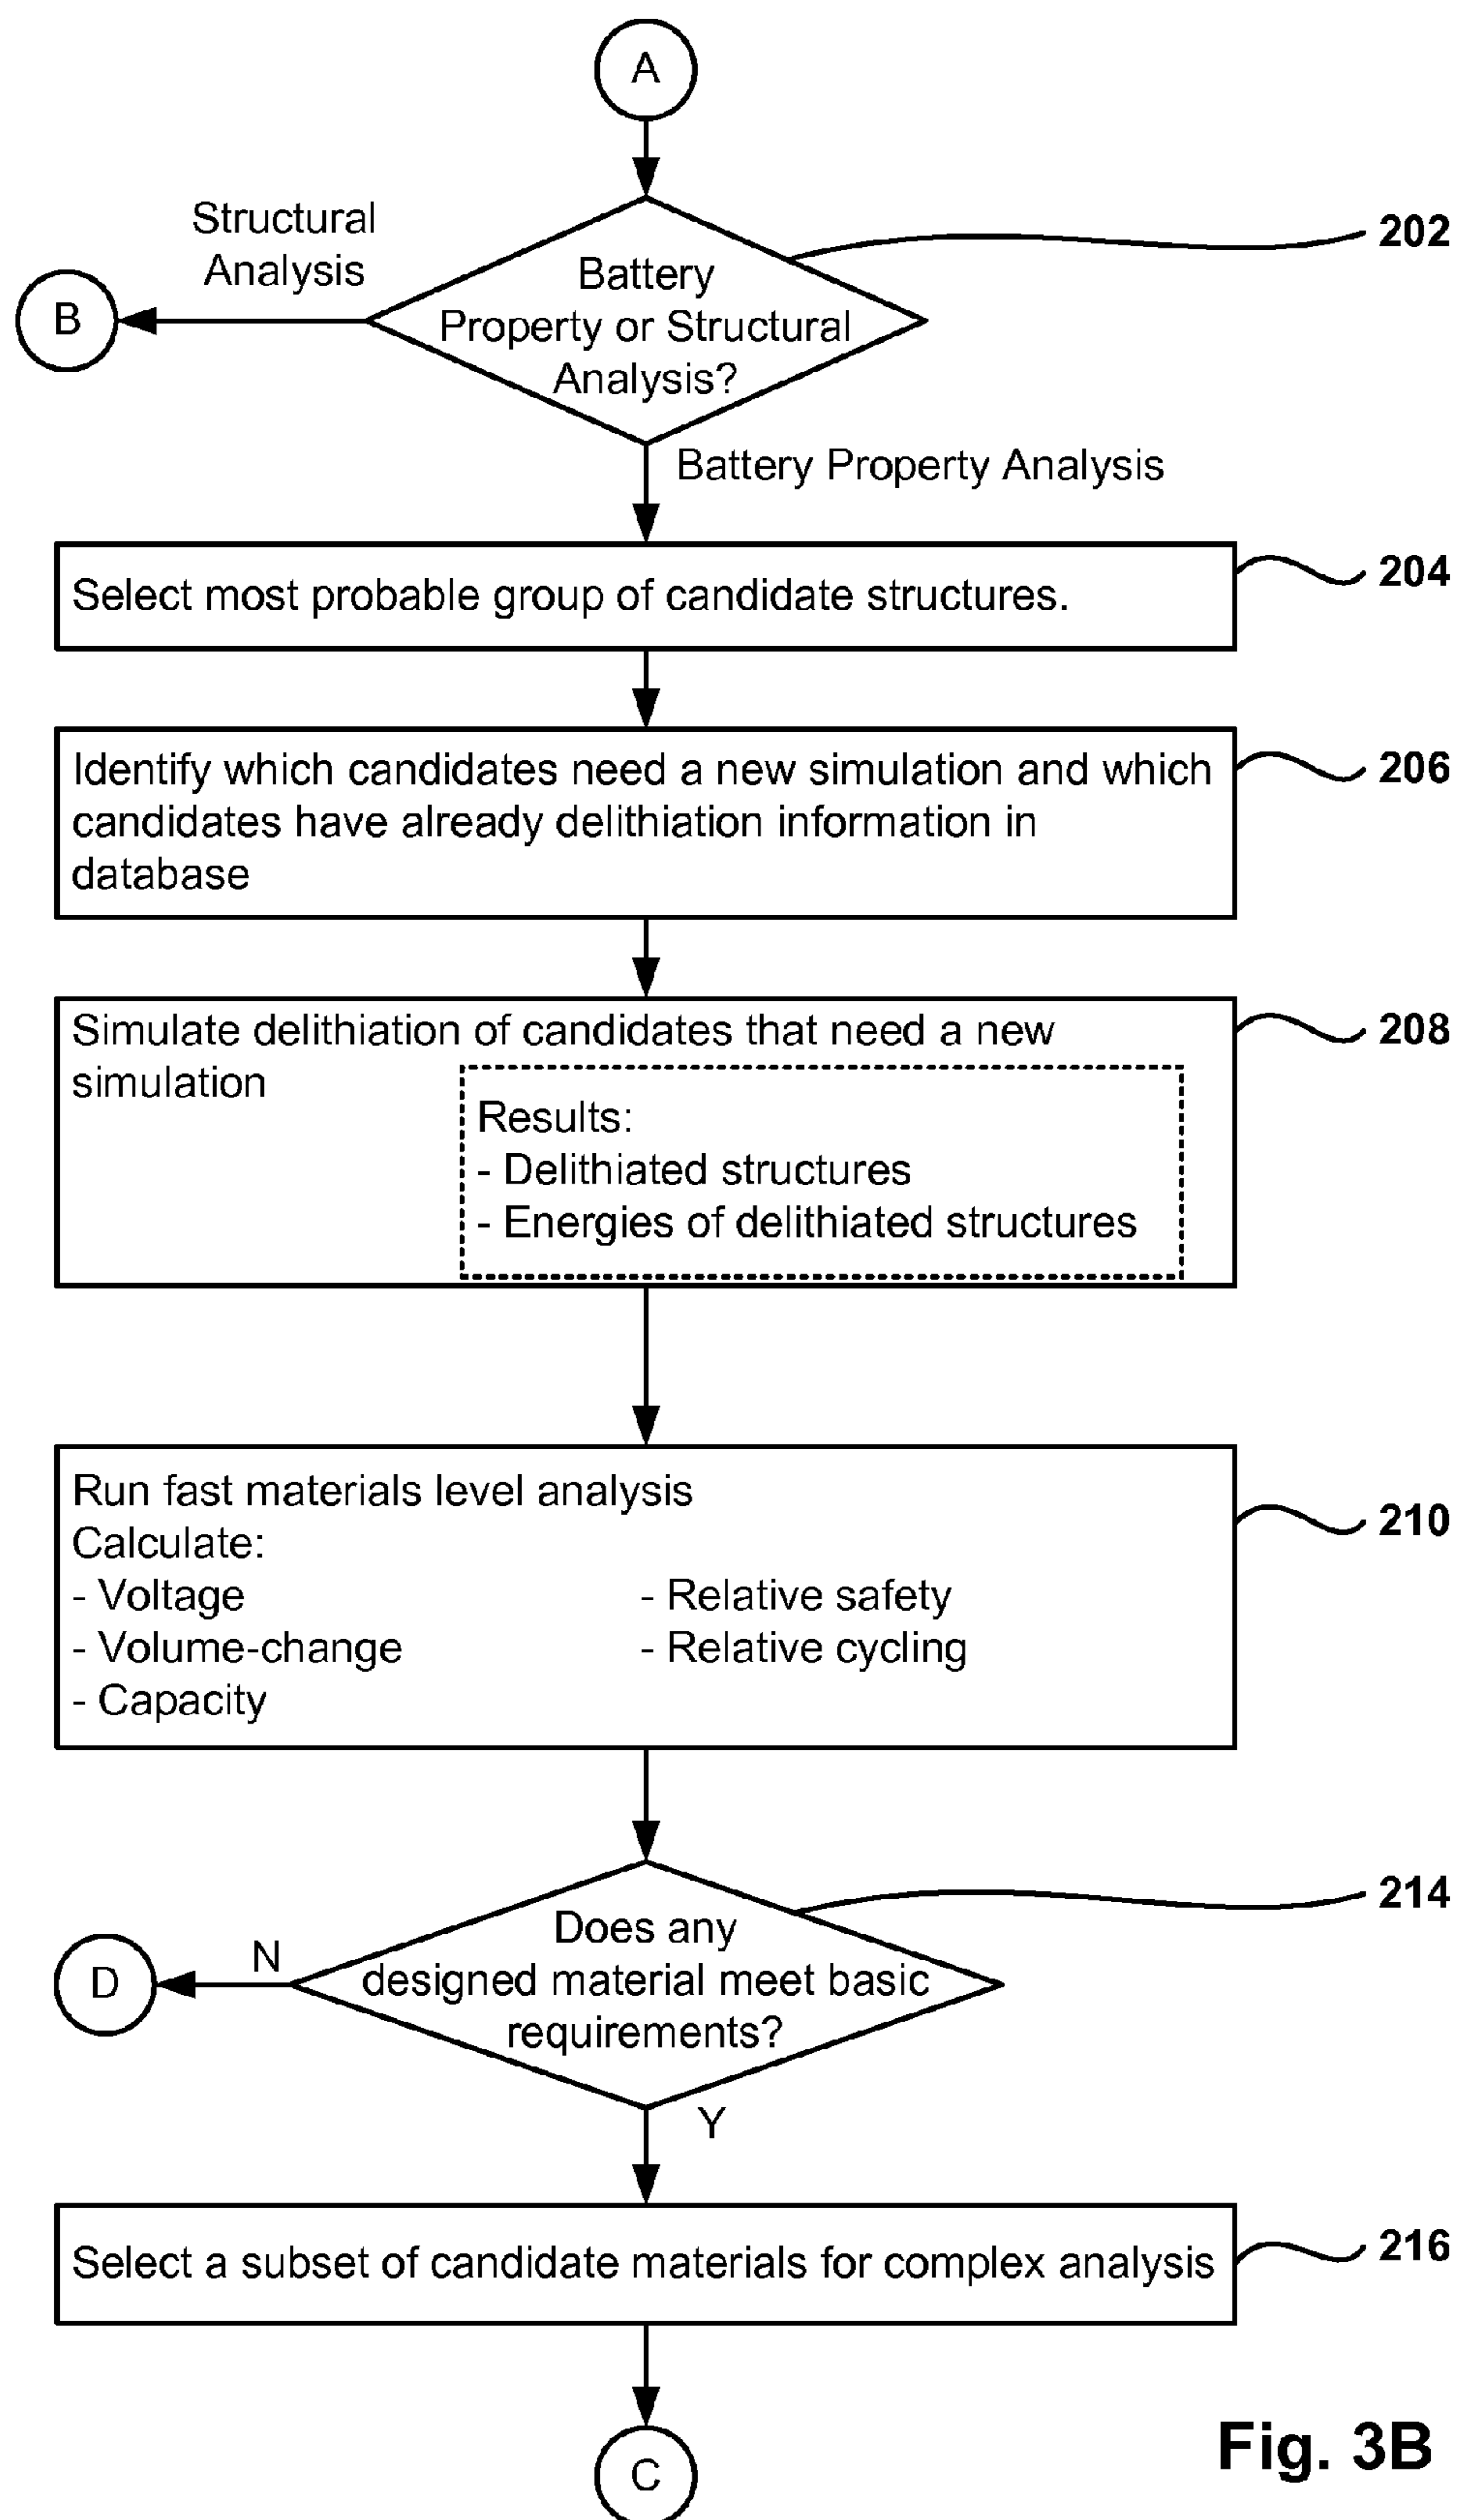 A
Structural
Analysis
202
B
Battery
Property or Structural
Analysis?
Battery Property Analysis
Select most probable group of candidate structures.
204
Identify which candidates need a new simulation and which
candidates have already delithiation information in
database
206
Simulate delithiation of candidates that need a new
simulation
208
Results:
- Delithiated structures
- Energies of delithiated structures
Run fast materials level analysis
Calculate:
- Voltage
- Volume-change
- Capacity
- Relative safety
- Relative cycling
210
214
Does any
designed material meet basic
requirements?
N
D
Y
Select a subset of candidate materials for complex analysis
216
C
Fig. 3B